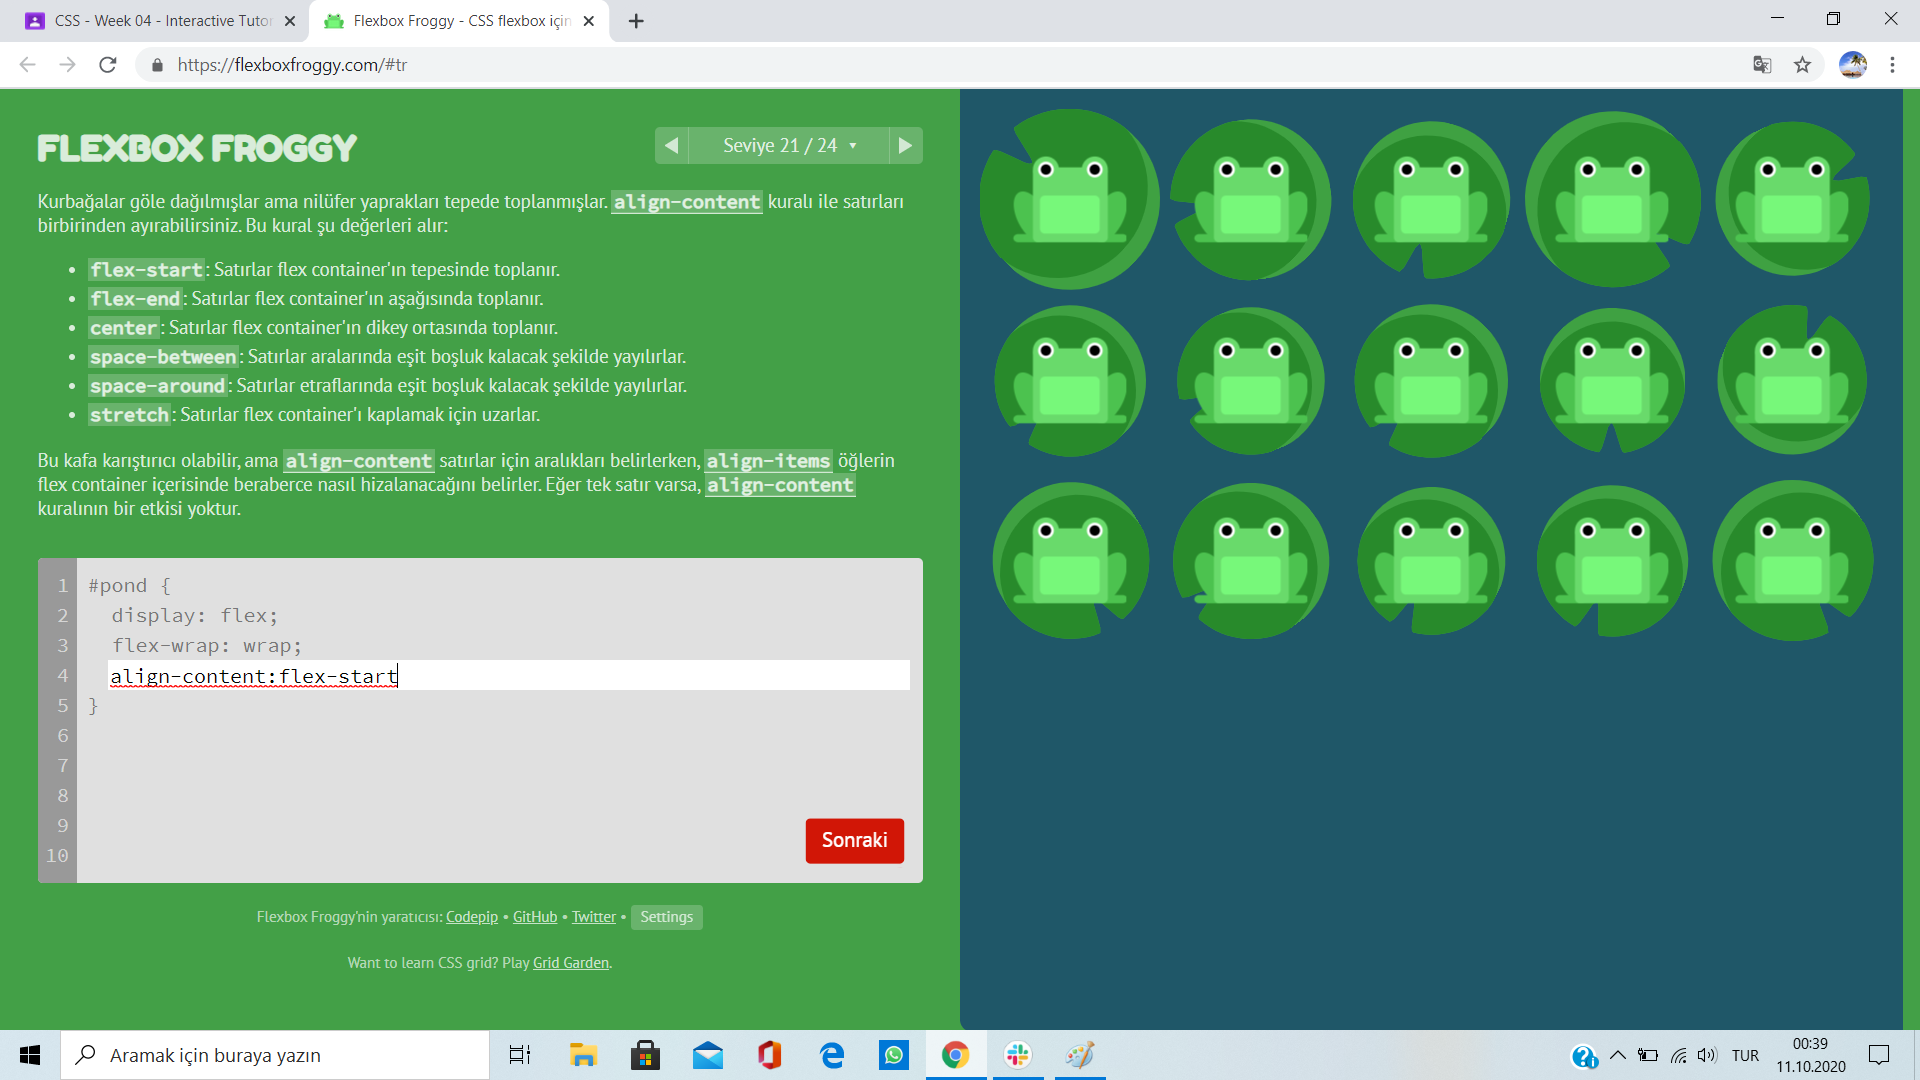 CSS - Week 04 - Interactive Tutor
Flexbox Froggy - CSS flexbox için
https://flexboxfroggy.com/#tr
FLEXBOX FROGGY
Seviye 21 / 24
Kurbağalar göle dağılmışlar ama nilüfer yaprakları tepede toplanmışlar. align-content kuralı ile satırları
birbirinden ayırabilirsiniz. Bu kural şu değerleri alır:
• flex-start: Satırlar flex container'ın tepesinde toplanır.
• flex-end: Satırlar flex container'ın aşağısında toplanır.
• center: Satırlar flex container'ın dikey ortasında toplanır.
• space-between: Satırlar aralarında eşit boşluk kalacak şekilde yayılırlar.
• space-around: Satırlar etraflarında eşit boşluk kalacak şekilde yayılırlar.
• stretch: Satırlar flex container'ı kaplamak için uzarlar.
Bu kafa karıştırıcı olabilir, ama align-content satırlar için aralıkları belirlerken, align-items öğlerin
flex container içerisinde beraberce nasıl hizalanacağını belirler. Eğer tek satır varsa, align-content
kuralının bir etkisi yoktur.
1 #pond {
2 display: flex;
3 flex-wrap: wrap;
4 align-content:flex-start
5 }
6
7
8
9
10
Sonraki
Flexbox Froggy'nin yaratıcısı: Codepip • GitHub • Twitter • Settings
Want to learn CSS grid? Play Grid Garden.
Aramak için buraya yazın
TUR
00:39
11.10.2020